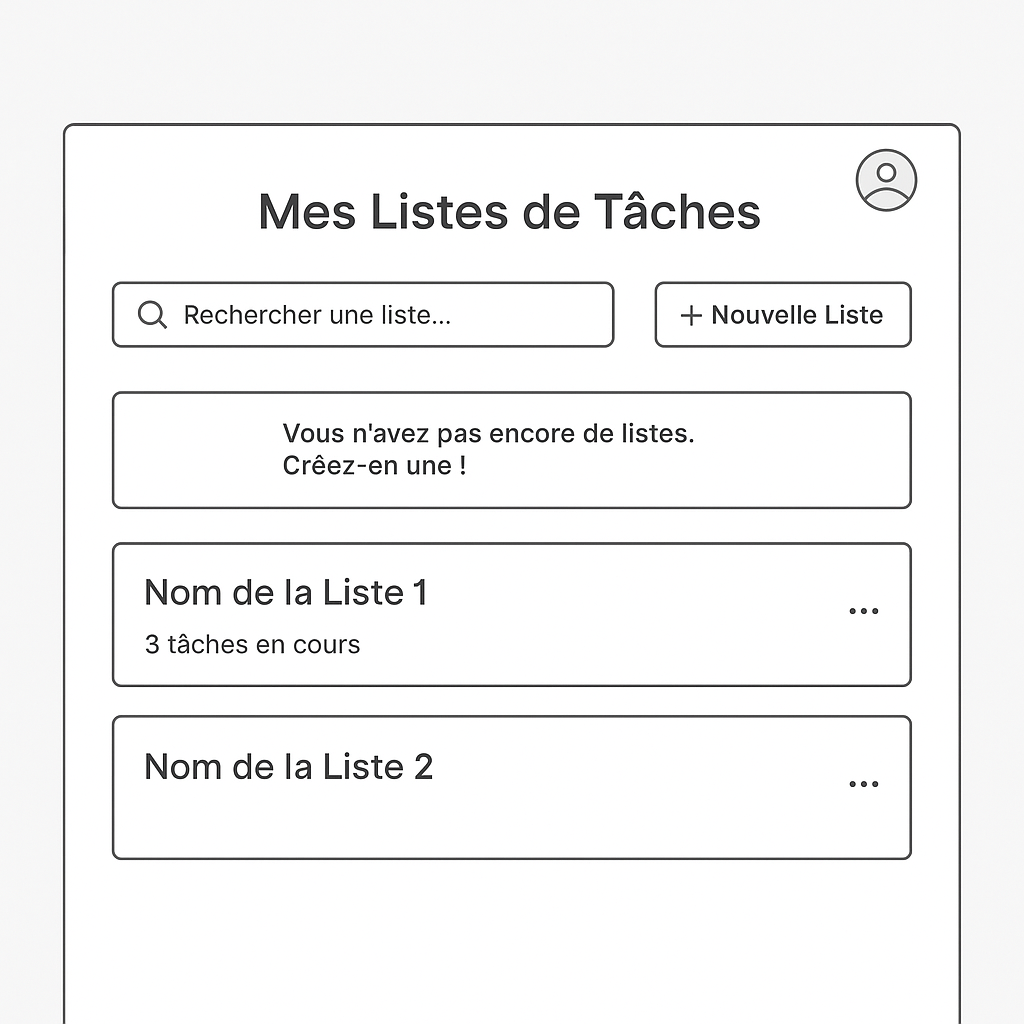 Mes Listes de Tâches
Rechercher une liste...
+ Nouvelle Liste
Vous n'avez pas encore de listes.
Crêez-en une !
Nom de la Liste 1
3 tâches en cours
Nom de la Liste 2